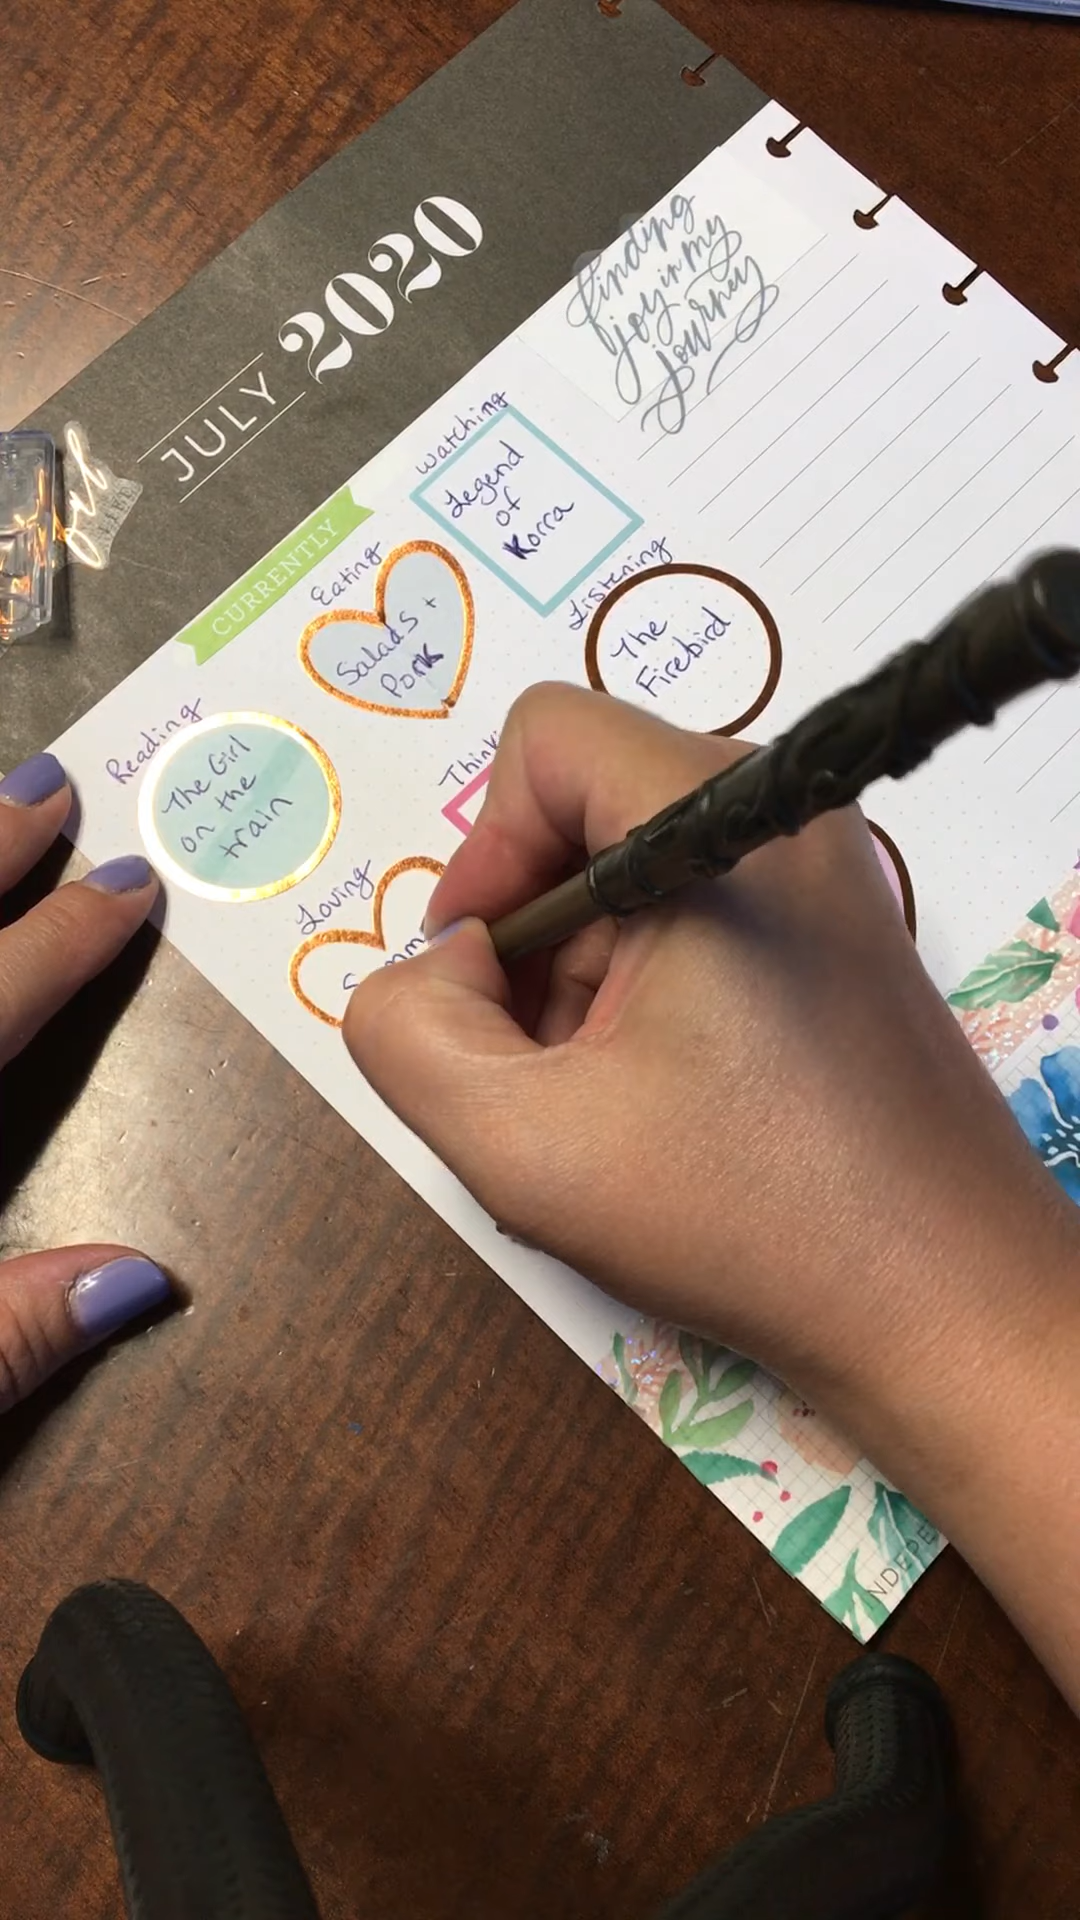 JULY 2020
finding
joy in my
journey
CURRENTLY
Watching
Legend
of
Korra
Eating
Salads +
Pork
Listening
The
Firebird
Reading
The Girl
on the
train
Loving